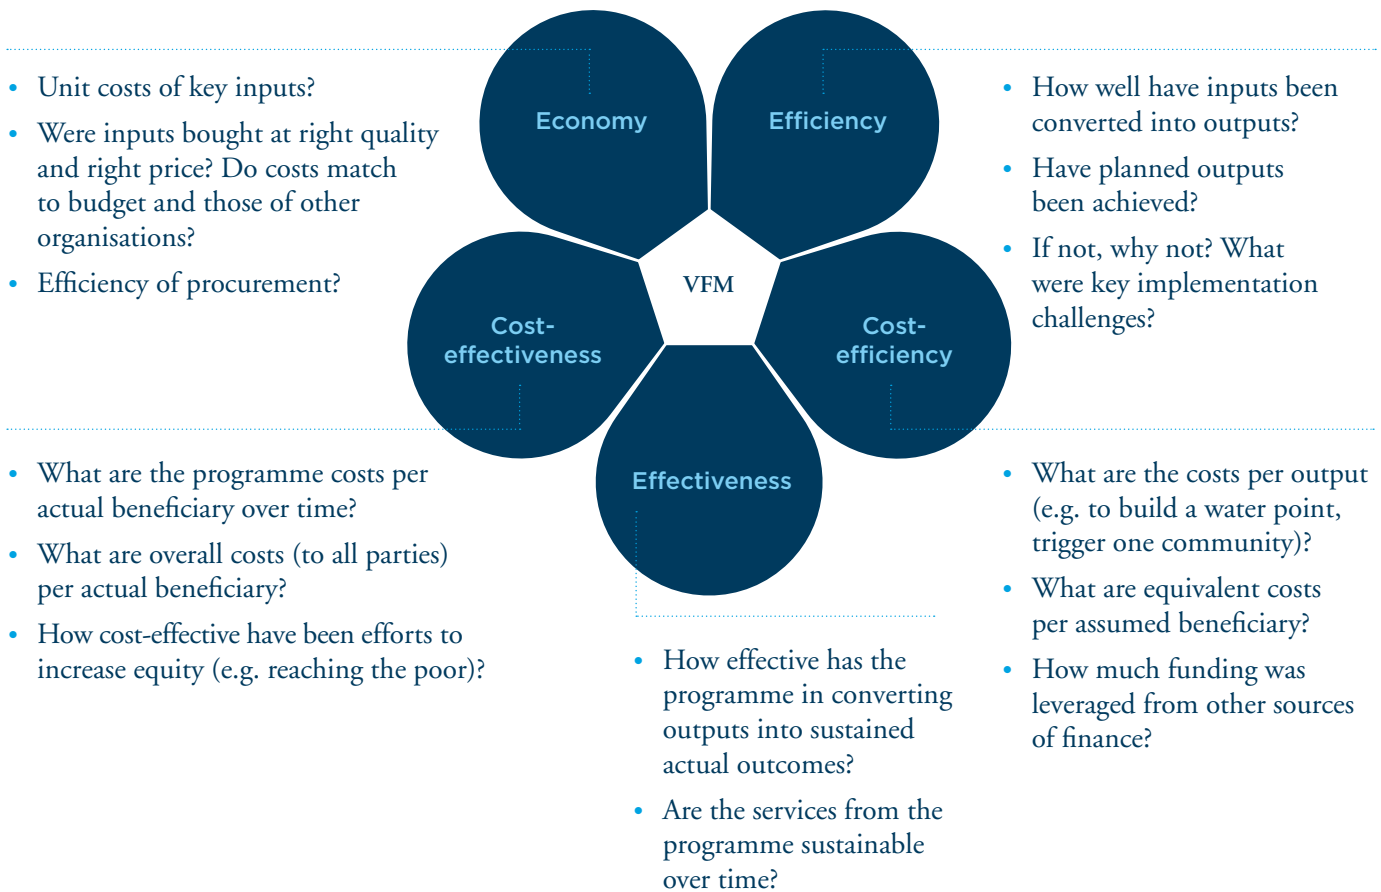 Economy
• Unit costs of key inputs?
• Were inputs bought at right quality
and right price? Do costs match
to budget and those of other
organisations?
• Efficiency of procurement?
Efficiency
• How well have inputs been
converted into outputs?
• Have planned outputs
been achieved?
• If not, why not? What
were key implementation
challenges?
VFM
Cost-
effectiveness
• What are the programme costs per
actual beneficiary over time?
• What are overall costs (to all parties)
per actual beneficiary?
• How cost-effective have been efforts to
increase equity (e.g. reaching the poor)?
Effectiveness
• How effective has the
programme in converting
outputs into sustained
actual outcomes?
• Are the services from the
programme sustainable
over time?
Cost-
efficiency
• What are the costs per output
(e.g. to build a water point,
trigger one community)?
• What are equivalent costs
per assumed beneficiary?
• How much funding was
leveraged from other sources
of finance?